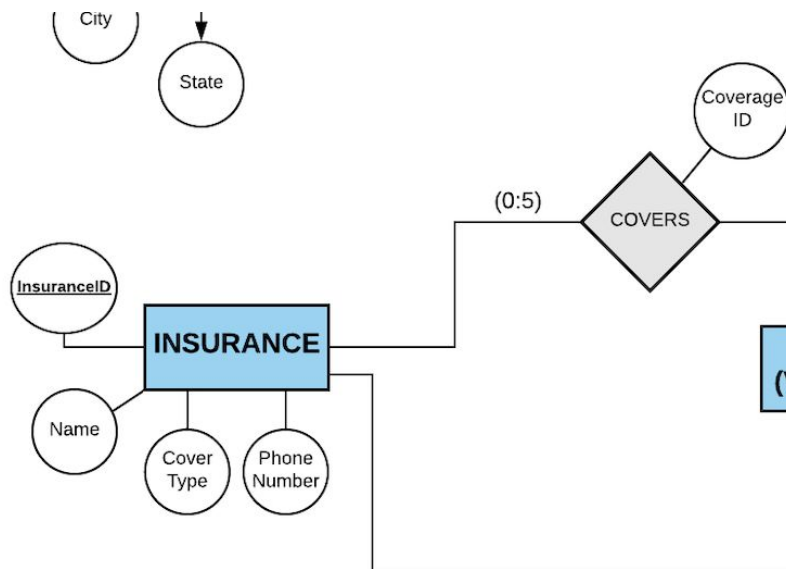 City
State
Coverage
ID
(0:5)
COVERS
InsuranceID
INSURANCE
Name
Cover
Type
Phone
Number